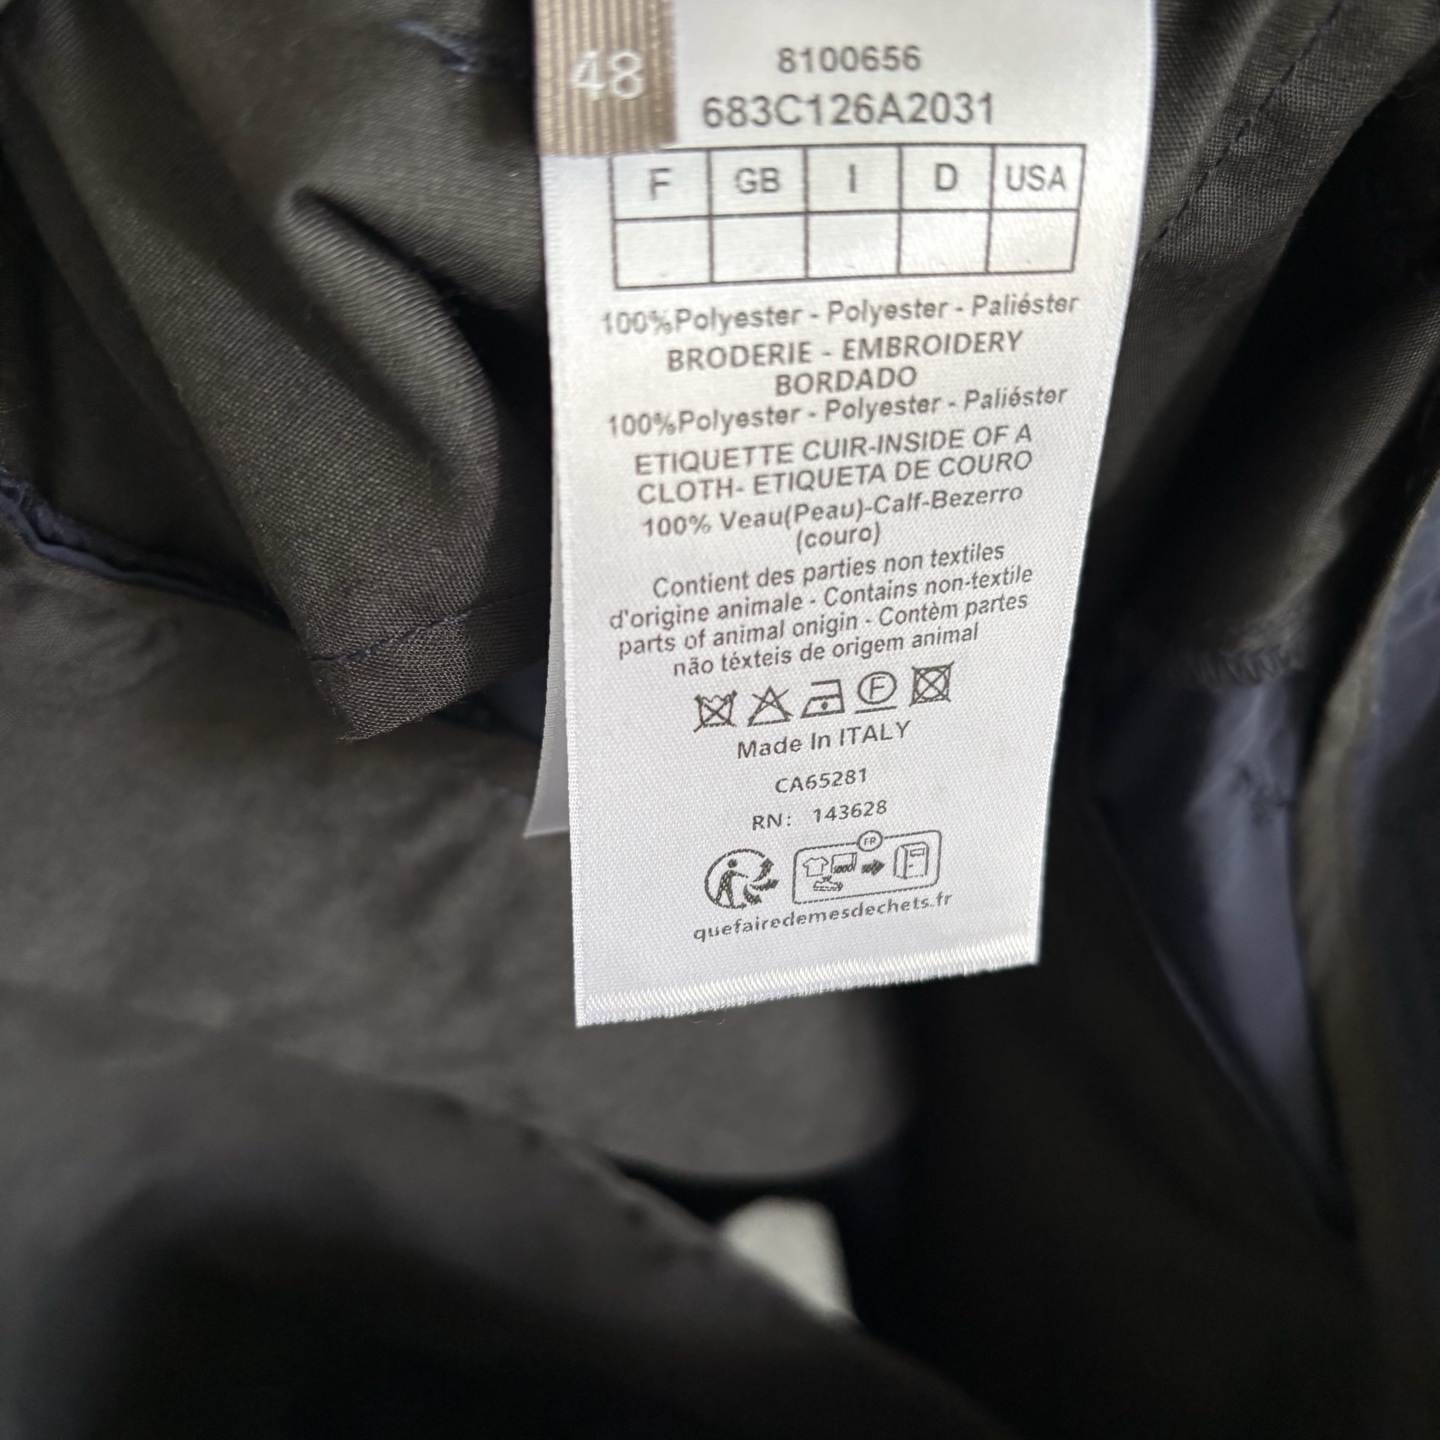 48
8100656
683C126A2031
F GB I D USA
100%Polyester - Polyester - Paliéster
BRODERIE - EMBROIDERY
BORDADO
100%Polyester - Polyester - Paliéster
ETIQUETTE CUIR-INSIDE OF A
CLOTH- ETIQUETA DE COURO
100% Veau(Peau)-Calf-Bezerro
(couro)
Contient des parties non textiles
d'origine animale - Contains non-textile
parts of animal onigin - Contèm partes
não téxteis de origem animal
F
Made In ITALY
CA65281
RN: 143628
FR
quefairedemesdechets.fr